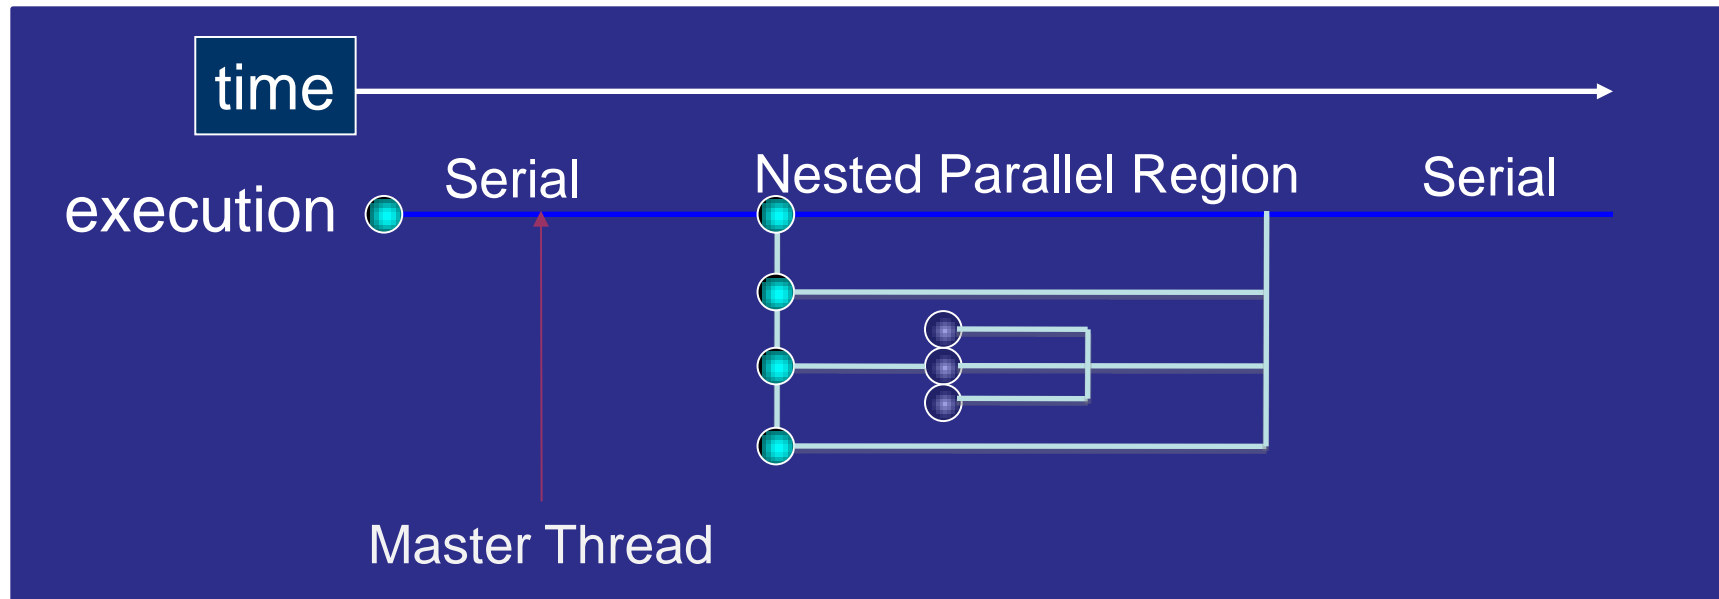 time
Serial
Nested Parallel Region
Serial
execution
Master Thread